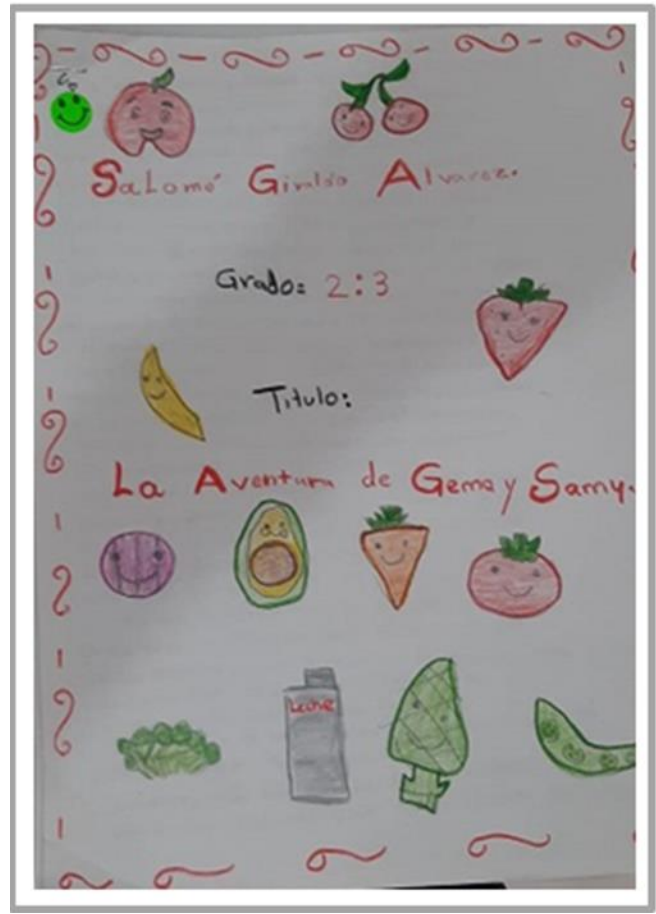 Salomé Giraldo Alvarez.
Grado: 2:3
Titulo:
La Aventura de Gema y Samy.
Leche